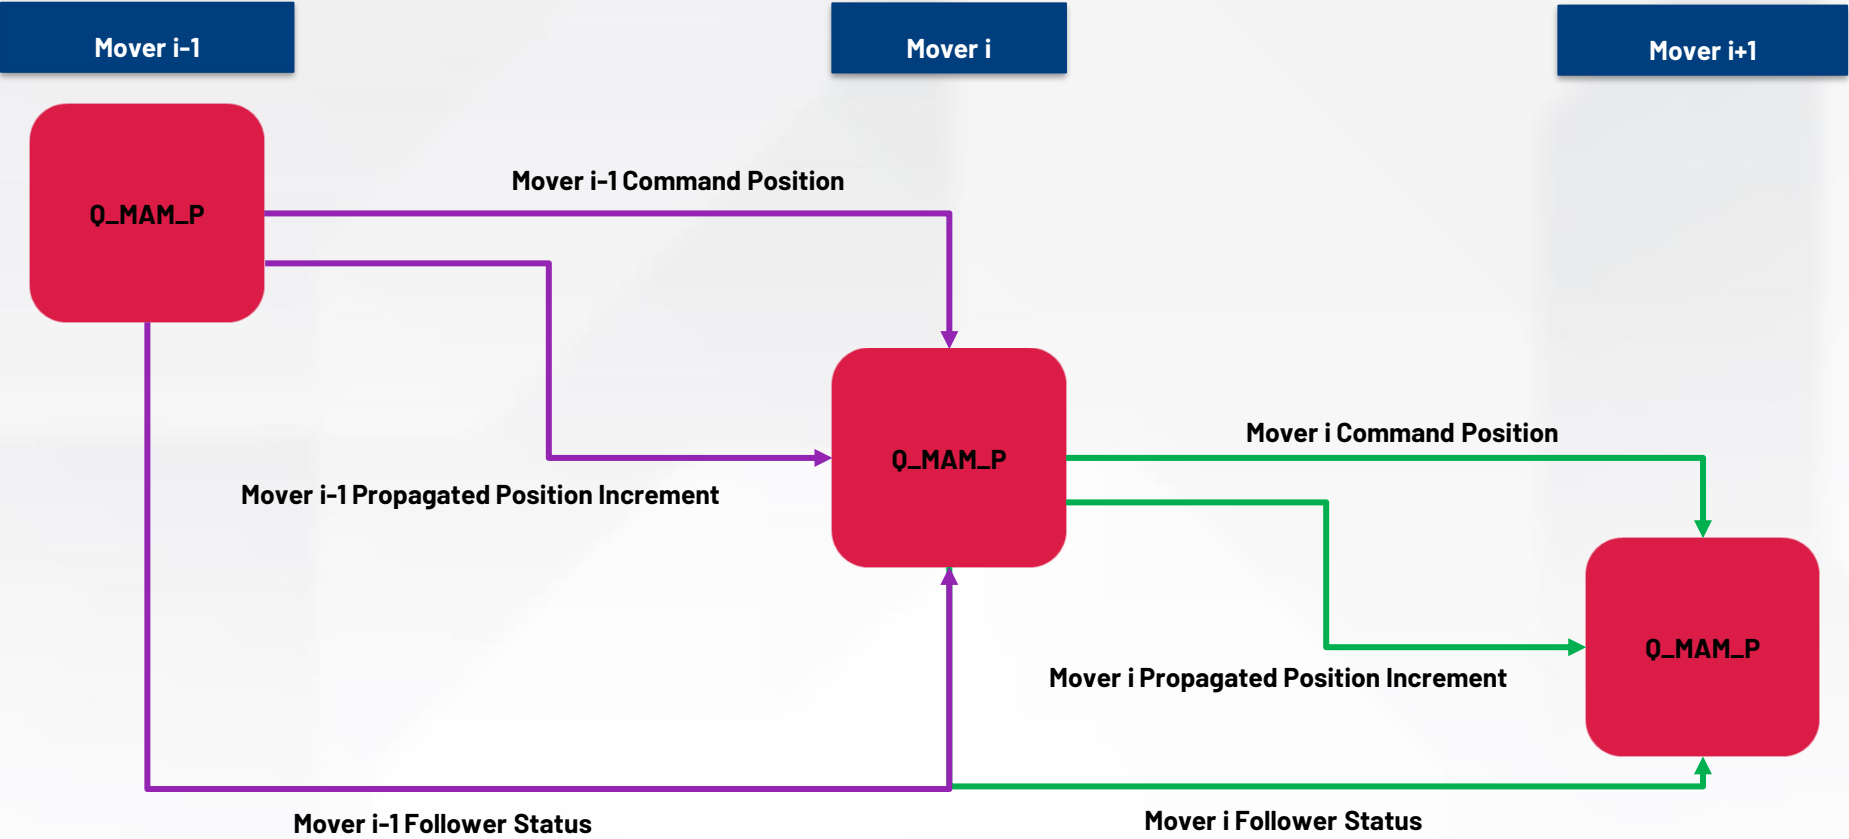 Mover i-1
Mover i
Mover i+1
Mover i-1 Command Position
Q_MAM_P
Mover i Command Position
Q_MAM_P
Mover i-1 Propagated Position Increment
Q_MAM_P
Mover i Propagated Position Increment
Mover i-1 Follower Status
Mover i Follower Status